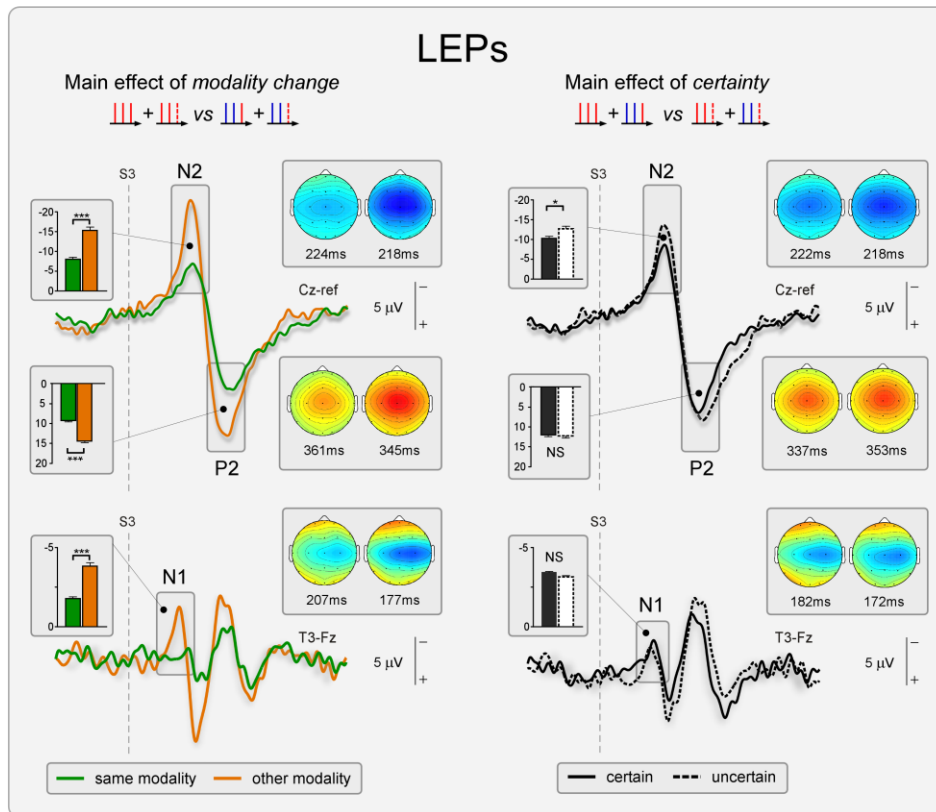 LEPs
Main effect of modality change
+ vs +
S3
N2
-20
-15
-10
-5
0
***
224ms 218ms
Cz-ref
5 µV
−
+
0
5
10
15
20
***
P2
361ms 345ms
S3
-5
0
***
N1
207ms 177ms
T3-Fz
5 µV
−
+
same modality other modality
Main effect of certainty
+ vs +
S3
N2
-20
-15
-10
-5
0
*
222ms 218ms
Cz-ref
5 µV
−
+
0
5
10
15
20
NS
P2
337ms 353ms
S3
-5
0
NS
N1
182ms 172ms
T3-Fz
5 µV
−
+
certain uncertain